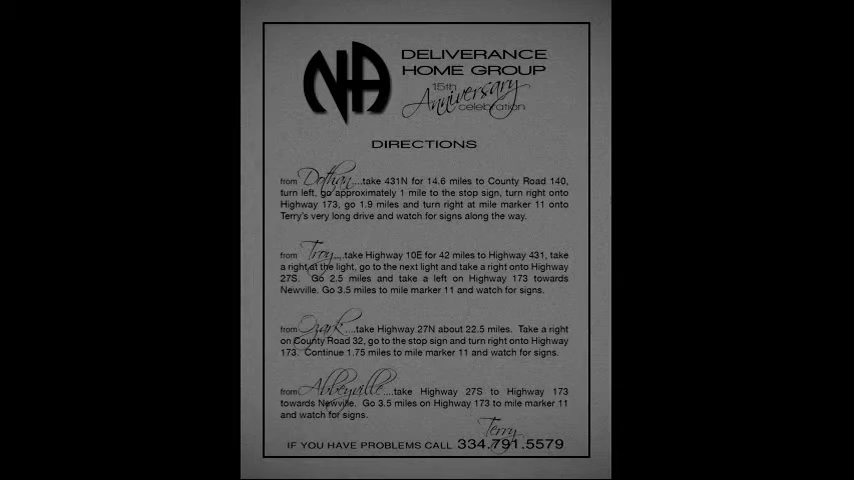 NA
DELIVERANCE
HOME GROUP
15th
Anniversary
celebration
DIRECTIONS
from Dothan....take 431N for 14.6 miles to County Road 140,
turn left, go approximately 1 mile to the stop sign, turn right onto
Highway 173, go 1.9 miles and turn right at mile marker 11 onto
Terry's very long drive and watch for signs along the way.
from Troy....take Highway 10E for 42 miles to Highway 431, take
a right at the light, go to the next light and take a right onto Highway
27S. Go 2.5 miles and take a left on Highway 173 towards
Newville. Go 3.5 miles to mile marker 11 and watch for signs.
from Ozark....take Highway 27N about 22.5 miles. Take a right
on County Road 32, go to the stop sign and turn right onto Highway
173. Continue 1.75 miles to mile marker 11 and watch for signs.
from Abbeyville....take Highway 27S to Highway 173
towards Newville. Go 3.5 miles on Highway 173 to mile marker 11
and watch for signs.
Terry
IF YOU HAVE PROBLEMS CALL 334.791.5579